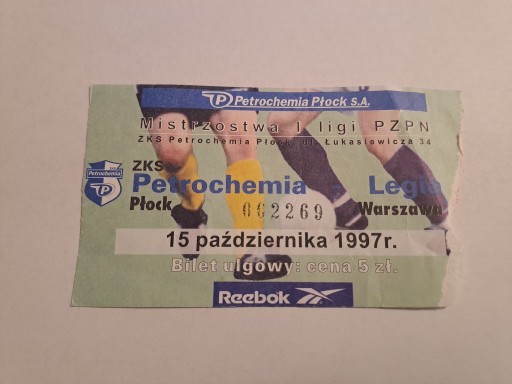 Petrochemia Płock S.A.
Mistrzostwa I ligi PZPN
ZKS Petrochemia Płock, ul. Łukasiewicza 34
ZKS
Petrochemia - Legia
Płock 002269 Warszawa
Petrochemia
15 października 1997r.
Bilet ulgowy: cena 5 zł.
Reebok